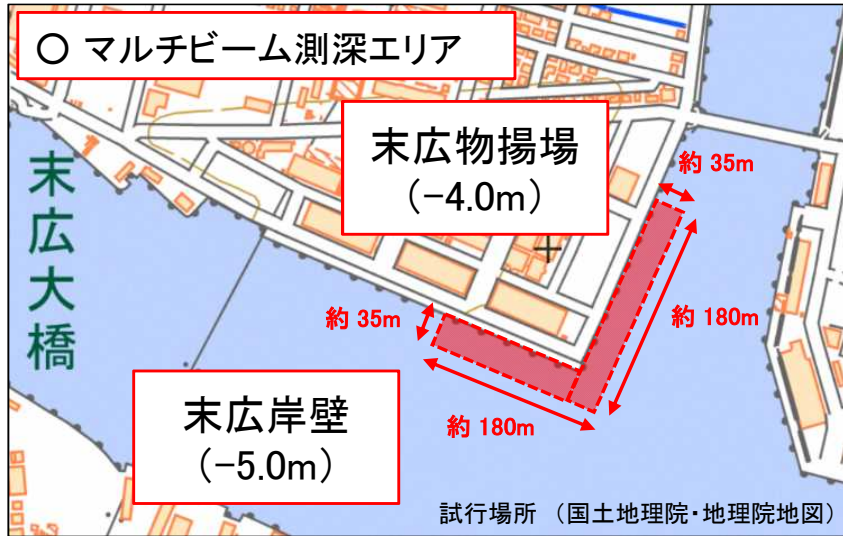 ○ マルチビーム測深エリア
末広物揚場
(-4.0m)
約 35m
末広大橋
約 35m
約 180m
約 180m
末広岸壁
(-5.0m)
試行場所 (国土地理院・地理院地図)